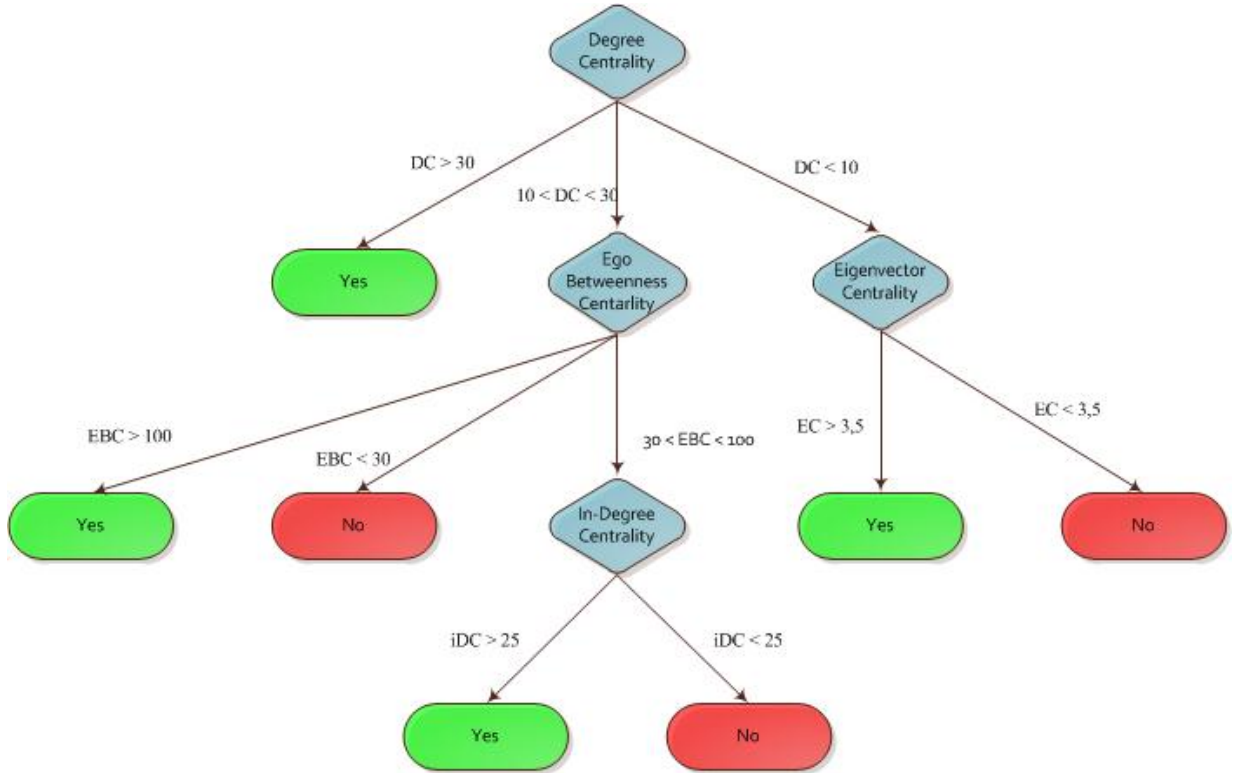 Degree
Centrality
DC > 30
10 < DC < 30
DC < 10
Yes
Ego
Betweenness
Centarlity
Eigenvector
Centrality
EBC > 100
EBC < 30
30 < EBC < 100
EC > 3,5
EC < 3,5
Yes
No
In-Degree
Centrality
Yes
No
iDC > 25
iDC < 25
Yes
No